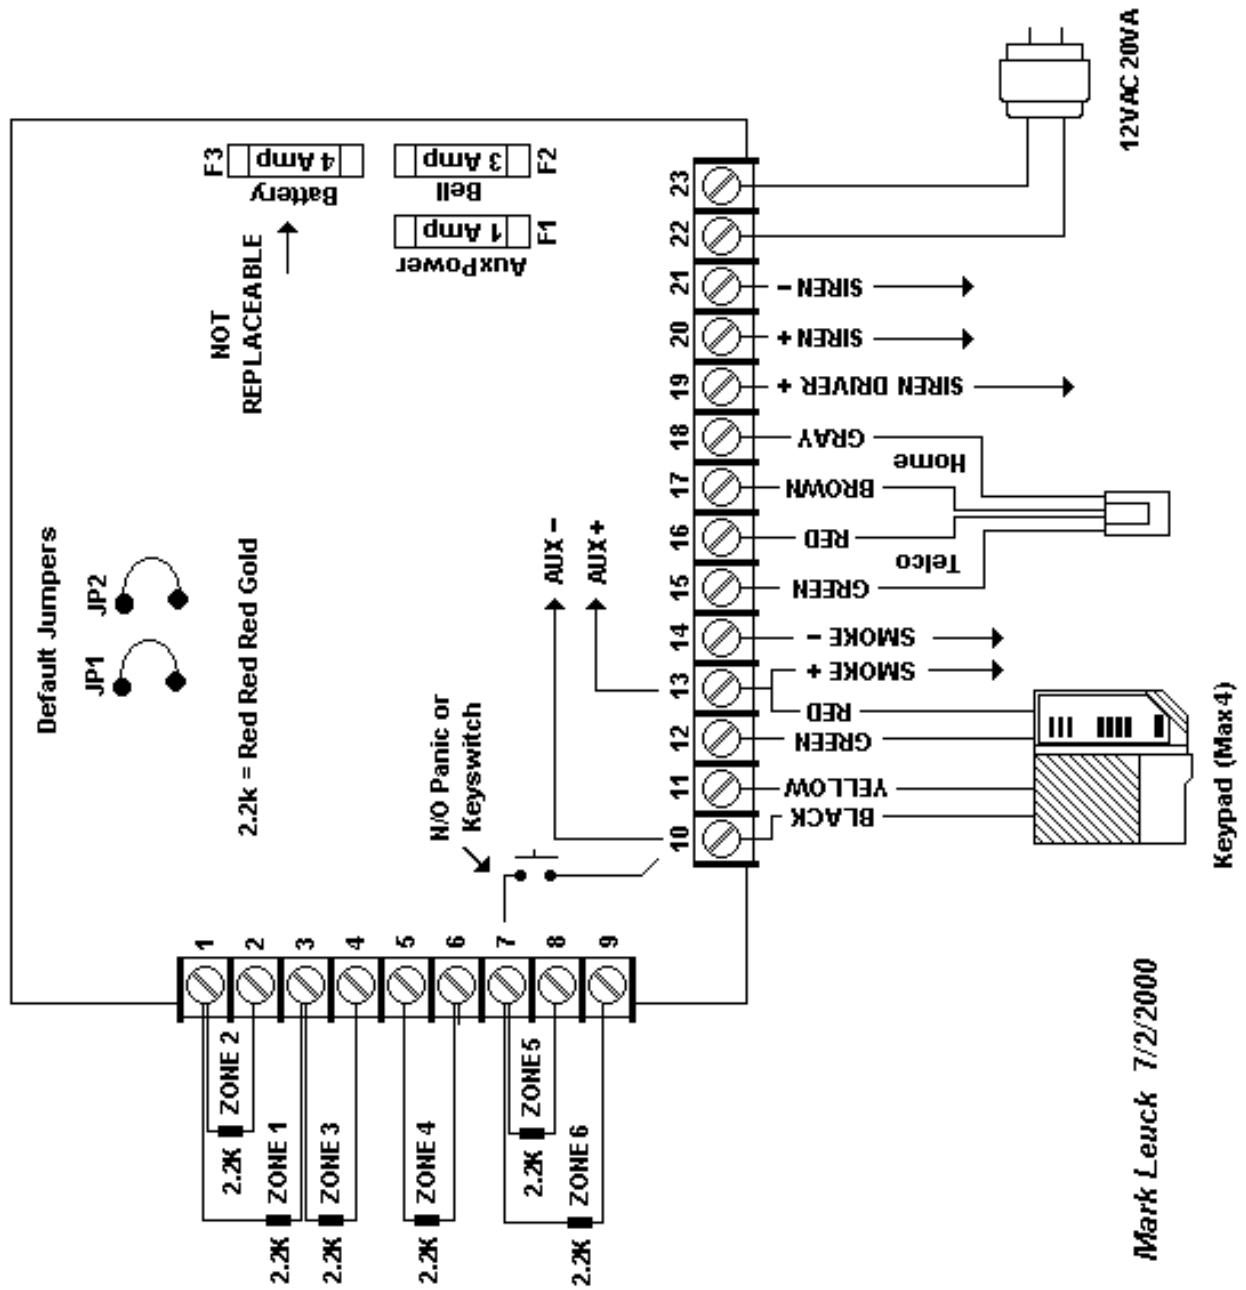 Default Jumpers
JP1
JP2
2.2k = Red Red Red Gold
NOT
REPLACEABLE
F3
4 Amp
Battery
3 Amp
F2
Bell
1 Amp
F1
AuxPower
N/O Panic or
Keyswitch
AUX -
AUX +
1
2
3
4
5
6
7
8
9
10
11
12
13
14
15
16
17
18
19
20
21
22
23
ZONE 2
2.2K
ZONE 1
2.2K
ZONE 3
2.2K
ZONE 4
2.2K
ZONE 5
2.2K
ZONE 6
2.2K
BLACK
YELLOW
GREEN
RED
SMOKE +
SMOKE -
GREEN
Telco
RED
BROWN
Home
GRAY
SIREN DRIVER +
SIREN +
SIREN -
12VAC 20VA
Keypad (Max 4)
Mark Leuck 7/2/2000